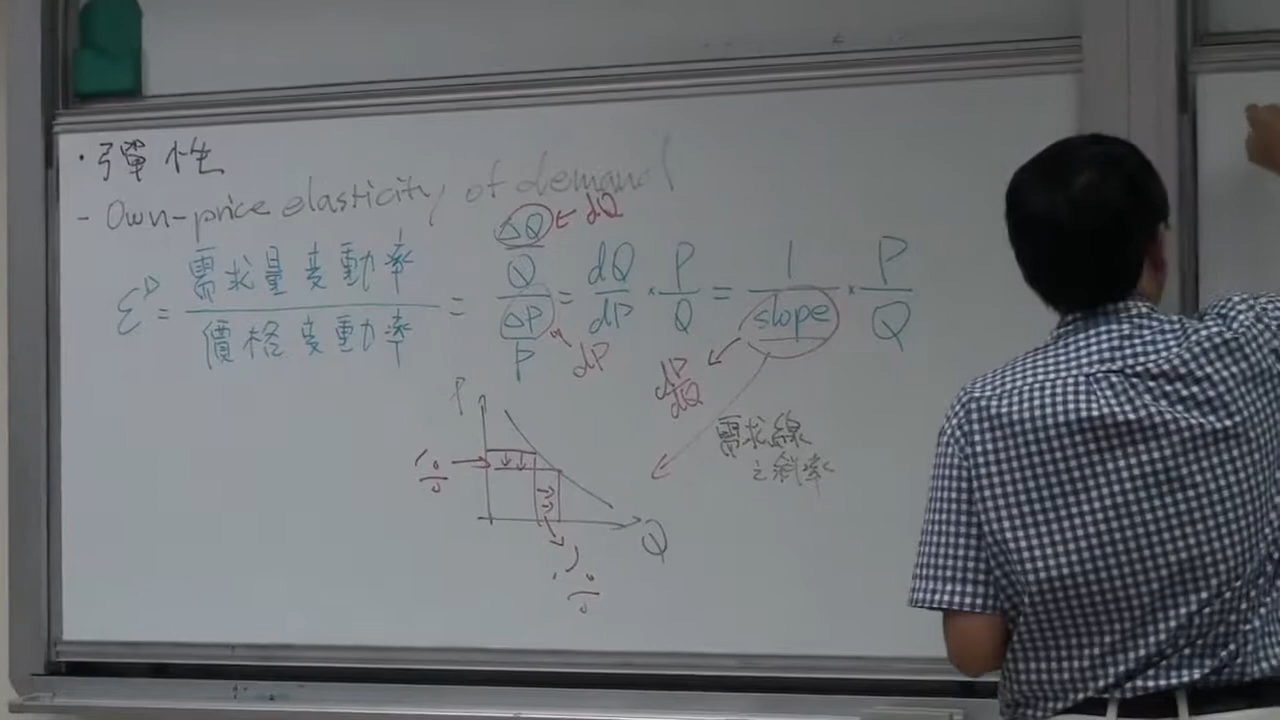 · 彈性
- Own-price elasticity of demand
εᴰ = 需求量變動率 / 價格變動率 = (ΔQ / Q) / (ΔP / P) = dQ / dP · P / Q = 1 / slope · P / Q
← dQ
dP
dP / dQ
需求線
之斜率
P
Q